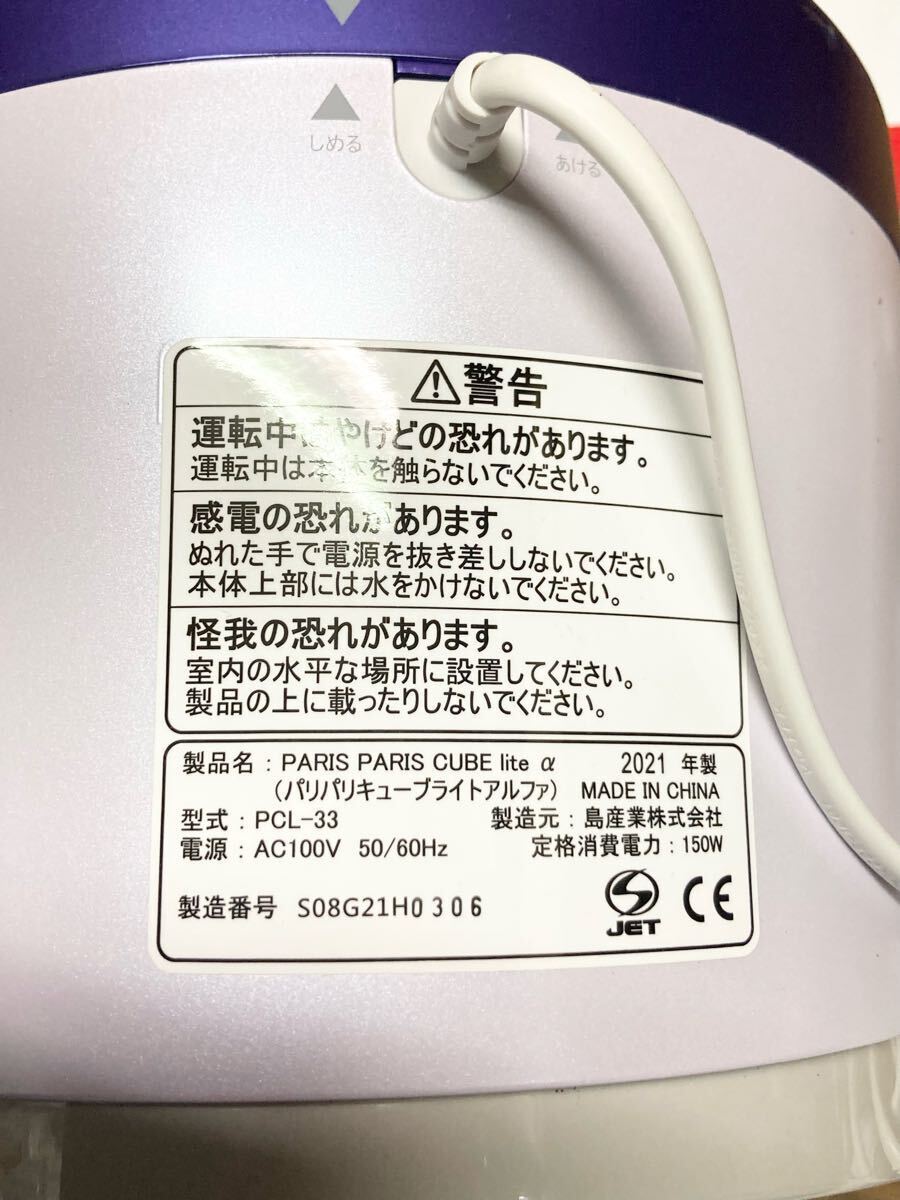 しめる
あける
警告
運転中はやけどの恐れがあります。
運転中は本体を触らないでください。
感電の恐れがあります。
ぬれた手で電源を抜き差ししないでください。
本体上部には水をかけないでください。
怪我の恐れがあります。
室内の水平な場所に設置してください。
製品の上に載ったりしないでください。
製品名：PARIS PARIS CUBE lite α 2021 年製
（パリパリキューブライトアルファ） MADE IN CHINA
型式：PCL-33 製造元：島産業株式会社
電源：AC100V 50/60Hz 定格消費電力：150W
製造番号 S08G21H0306
JET CE